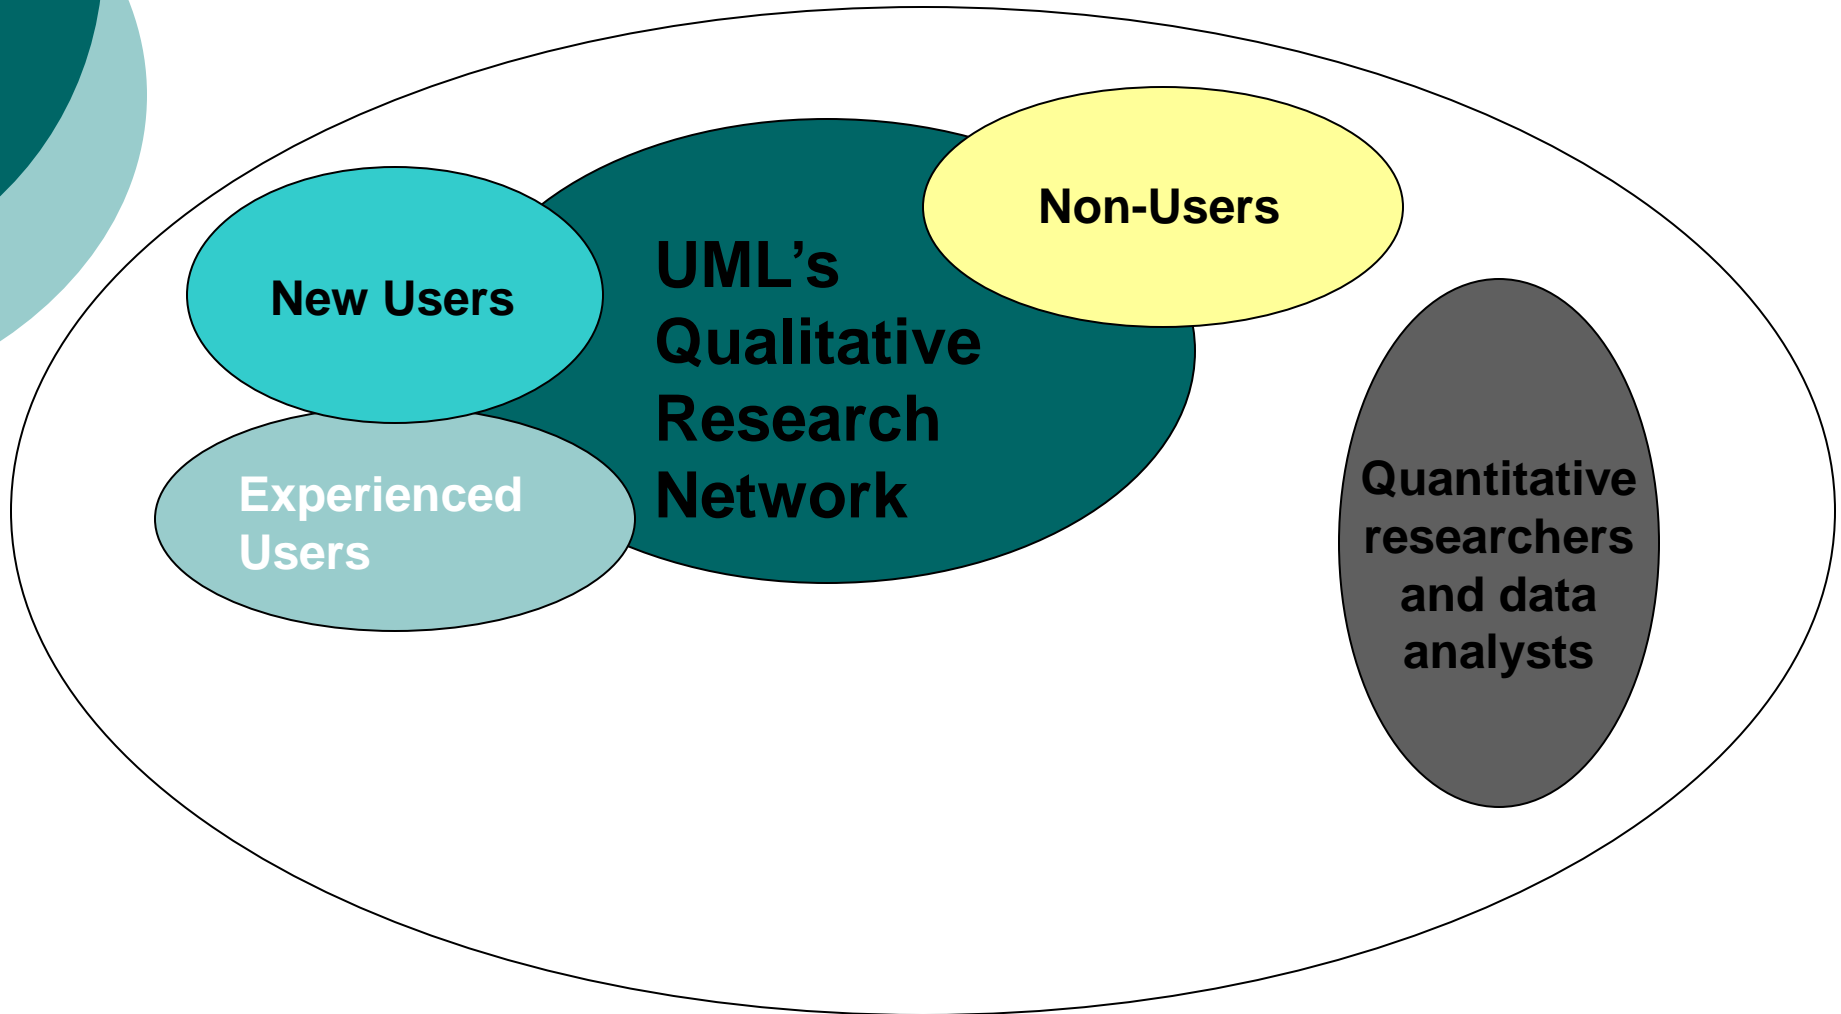 Non-Users
New Users
UML’s
Qualitative
Research
Network
Experienced
Users
Quantitative
researchers
and data
analysts